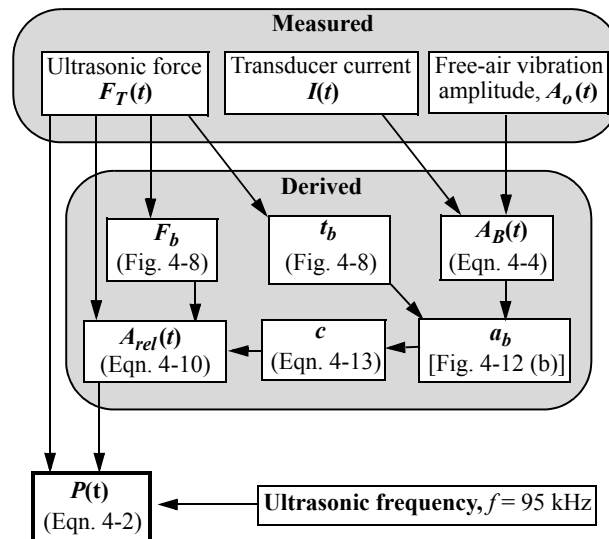 Measured
Ultrasonic force
F_T(t)
Transducer current
I(t)
Free-air vibration
amplitude, A_o(t)
Derived
F_b
(Fig. 4-8)
t_b
(Fig. 4-8)
A_B(t)
(Eqn. 4-4)
A_rel(t)
(Eqn. 4-10)
c
(Eqn. 4-13)
a_b
[Fig. 4-12 (b)]
P(t)
(Eqn. 4-2)
Ultrasonic frequency, f = 95 kHz